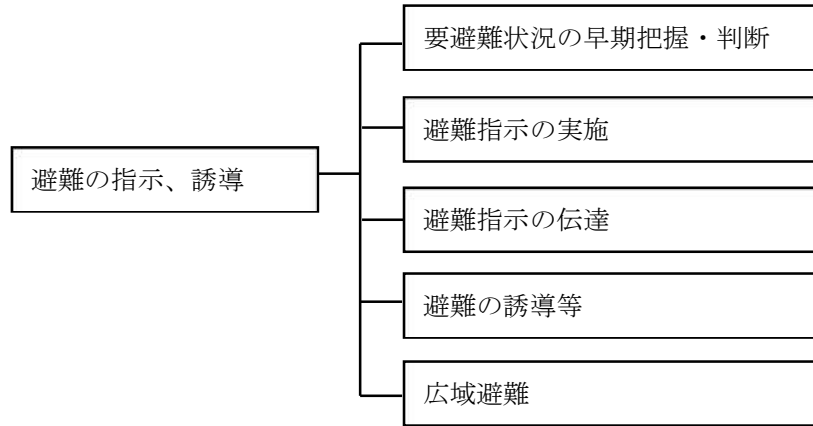 要避難状況の早期把握・判断
避難指示の実施
避難の指示、誘導
避難指示の伝達
避難の誘導等
広域避難